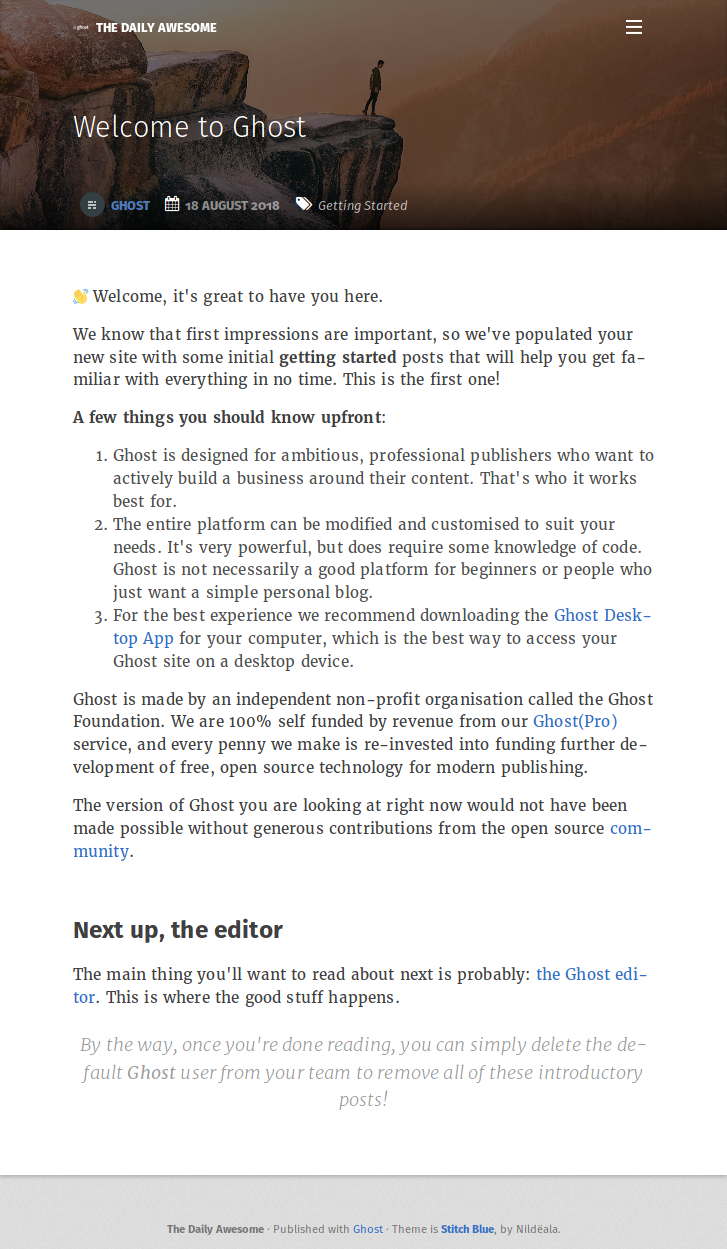 ghost THE DAILY AWESOME
Welcome to Ghost
GHOST 18 AUGUST 2018 Getting Started
👋 Welcome, it's great to have you here.
We know that first impressions are important, so we've populated your
new site with some initial getting started posts that will help you get fa-
miliar with everything in no time. This is the first one!
A few things you should know upfront:
1. Ghost is designed for ambitious, professional publishers who want to
actively build a business around their content. That's who it works
best for.
2. The entire platform can be modified and customised to suit your
needs. It's very powerful, but does require some knowledge of code.
Ghost is not necessarily a good platform for beginners or people who
just want a simple personal blog.
3. For the best experience we recommend downloading the Ghost Desk-
top App for your computer, which is the best way to access your
Ghost site on a desktop device.
Ghost is made by an independent non-profit organisation called the Ghost
Foundation. We are 100% self funded by revenue from our Ghost(Pro)
service, and every penny we make is re-invested into funding further de-
velopment of free, open source technology for modern publishing.
The version of Ghost you are looking at right now would not have been
made possible without generous contributions from the open source com-
munity.
Next up, the editor
The main thing you'll want to read about next is probably: the Ghost edi-
tor. This is where the good stuff happens.
By the way, once you're done reading, you can simply delete the de-
fault Ghost user from your team to remove all of these introductory
posts!
The Daily Awesome · Published with Ghost · Theme is Stitch Blue, by Nildëala.